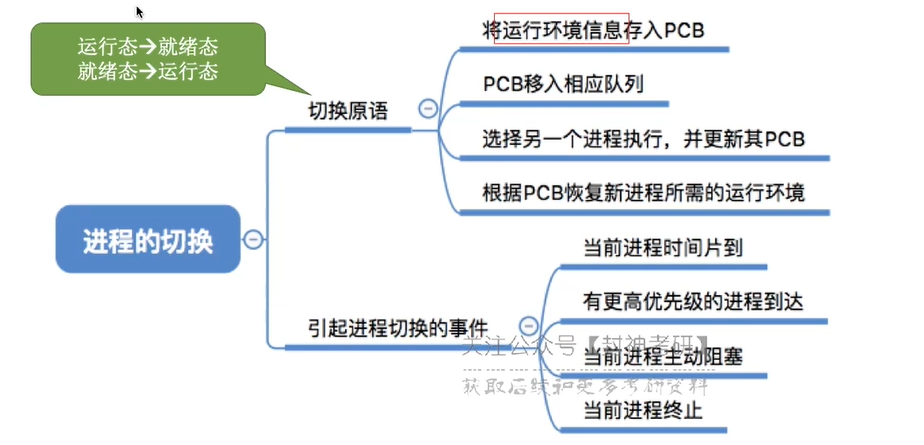 运行态→就绪态
就绪态→运行态
进程的切换
切换原语
将运行环境信息存入PCB
PCB移入相应队列
选择另一个进程执行，并更新其PCB
根据PCB恢复新进程所需的运行环境
引起进程切换的事件
当前进程时间片到
有更高优先级的进程到达
当前进程主动阻塞
当前进程终止
关注公众号【封神考研】
获取后续和更多考研资料